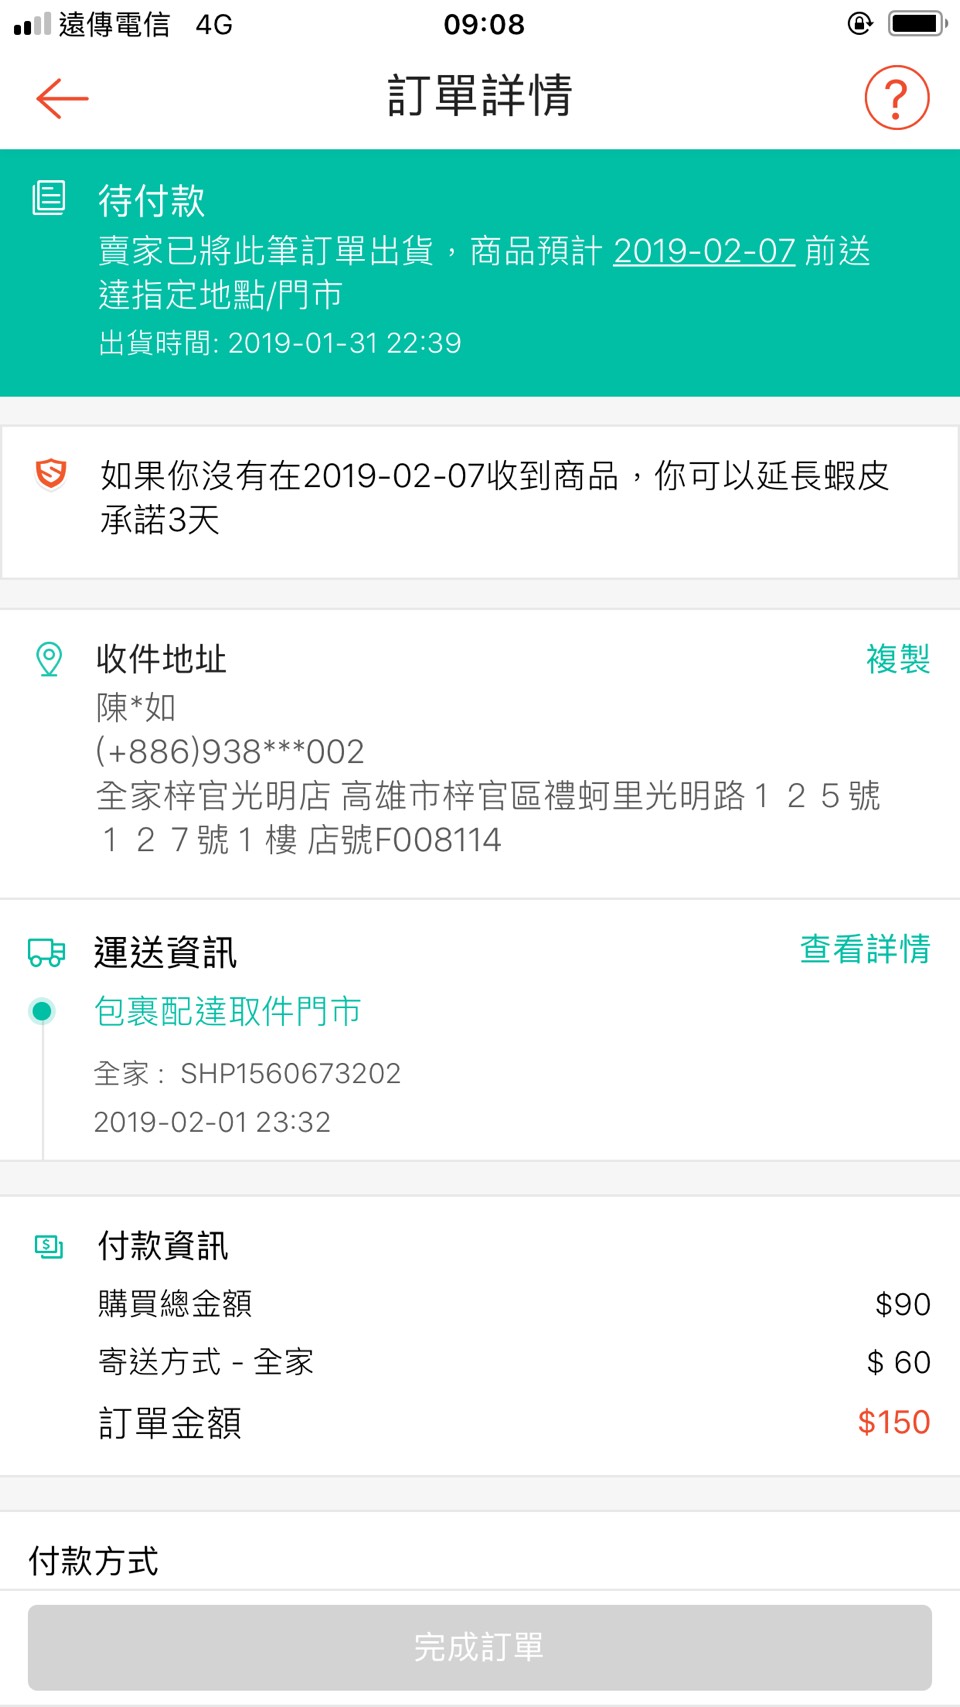 遠傳電信 4G 09:08
訂單詳情 ?
待付款
賣家已將此筆訂單出貨，商品預計 2019-02-07 前送
達指定地點/門市
出貨時間: 2019-01-31 22:39
如果你沒有在2019-02-07收到商品，你可以延長蝦皮
承諾3天
收件地址 複製
陳*如
(+886)938***002
全家梓官光明店 高雄市梓官區禮蚵里光明路１２５號
１２７號１樓 店號F008114
運送資訊 查看詳情
包裹配達取件門市
全家： SHP1560673202
2019-02-01 23:32
付款資訊
購買總金額 $90
寄送方式 - 全家 $ 60
訂單金額 $150
付款方式
完成訂單